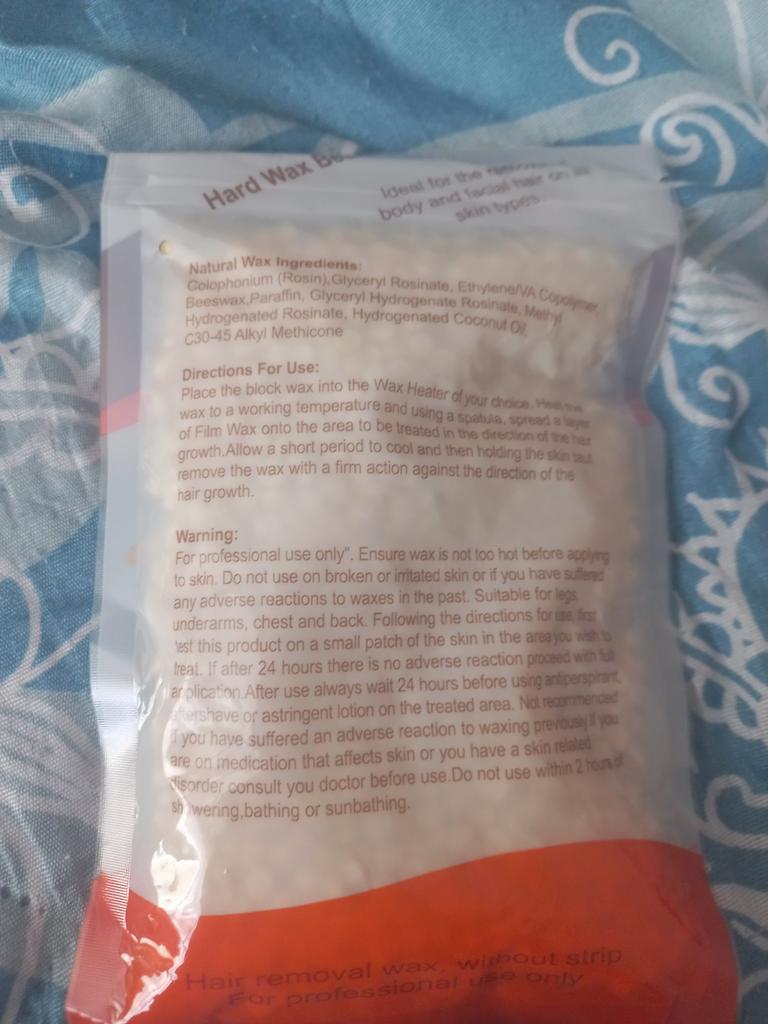 Hard Wax
Ideal for the removal
body and facial hair on all
skin types
Natural Wax Ingredients:
Colophonium (Rosin),Glyceryl Rosinate, Ethylene/VA Copolymer,
Beeswax,Paraffin, Glyceryl Hydrogenate Rosinate, Methyl
Hydrogenated Rosinate, Hydrogenated Coconut Oil,
C30-45 Alkyl Methicone
Directions For Use:
Place the block wax into the Wax Heater of your choice. Heat the
wax to a working temperature and using a spatula, spread a layer
of Film Wax onto the area to be treated in the direction of the hair
growth.Allow a short period to cool and then holding the skin taut
remove the wax with a firm action against the direction of the
hair growth.
Warning:
For professional use only". Ensure wax is not too hot before applying
to skin. Do not use on broken or irritated skin or if you have suffered
any adverse reactions to waxes in the past. Suitable for legs
underarms, chest and back. Following the directions for use, first
test this product on a small patch of the skin in the area you wish to
treat. If after 24 hours there is no adverse reaction proceed with full
application.After use always wait 24 hours before using antiperspirant,
aftershave or astringent lotion on the treated area. Not recommended
if you have suffered an adverse reaction to waxing previously.If you
are on medication that affects skin or you have a skin related
disorder consult you doctor before use.Do not use within 2 hours of
showering,bathing or sunbathing.
Hair removal wax, without strip
For professional use only